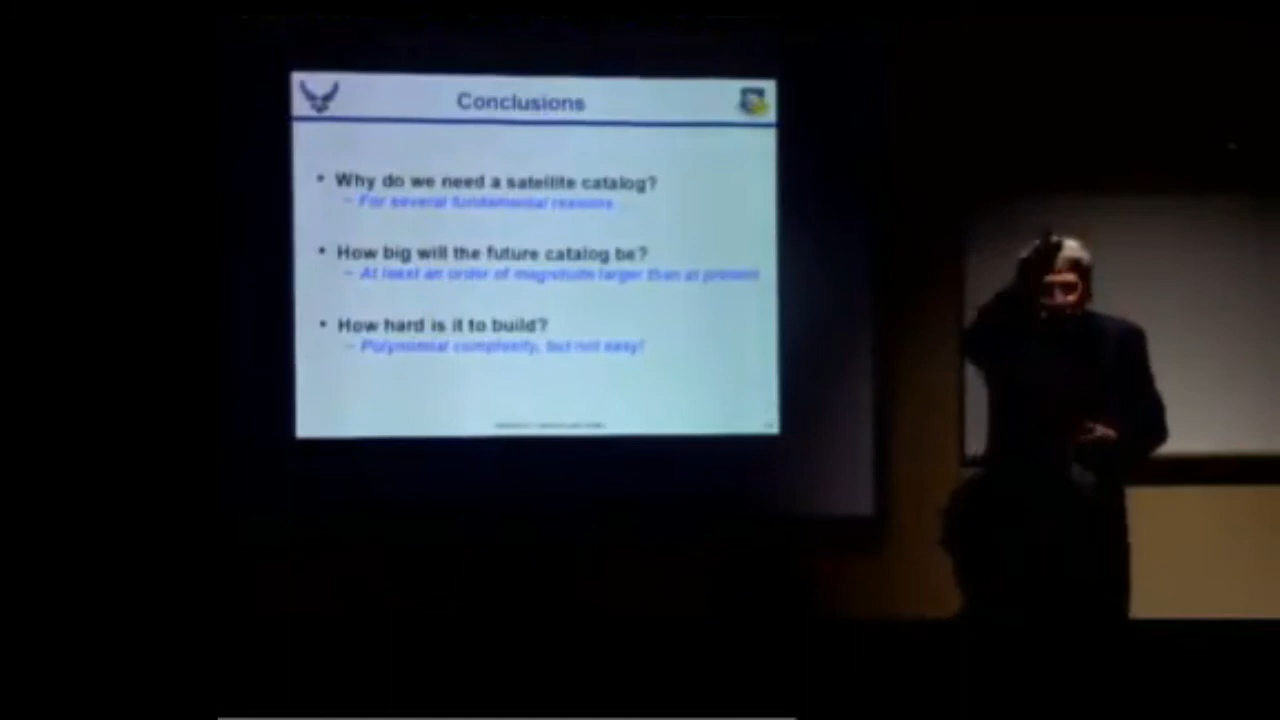 Conclusions
• Why do we need a satellite catalog?
– For several fundamental reasons
• How big will the future catalog be?
– At least an order of magnitude larger than at present
• How hard is it to build?
– Polynomial complexity, but not easy!